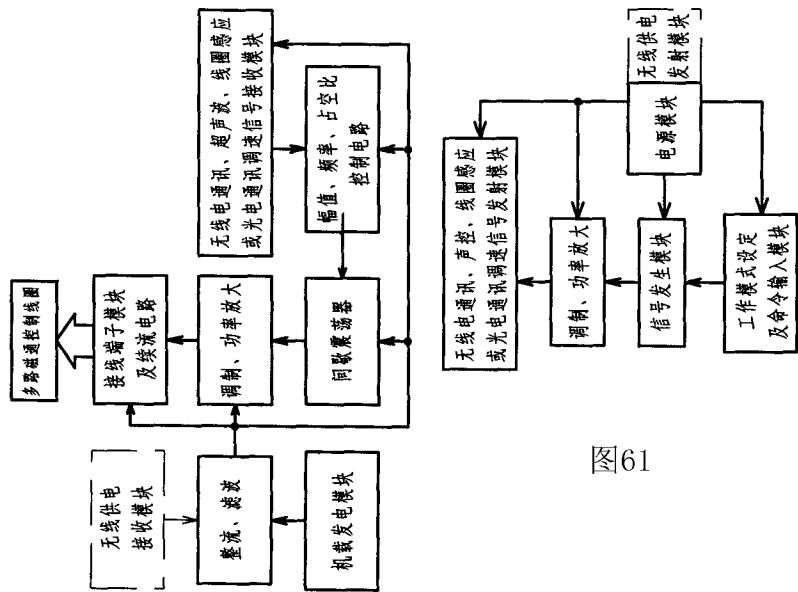 多路磁通控制线圈
接线端子模块
及续流电路
调制、功率放大
间歇震荡器
无线电通讯、超声波、线圈感应
或光电通讯调速信号接收模块
幅值、频率、占空比
控制电路
无线供电
接收模块
整流、滤波
机载发电模块
无线电通讯、声控、线圈感应
或光电通讯调速信号发射模块
调制、功率放大
信号发生模块
工作模式设定
及命令输入模块
无线供电
发射模块
电源模块
图61